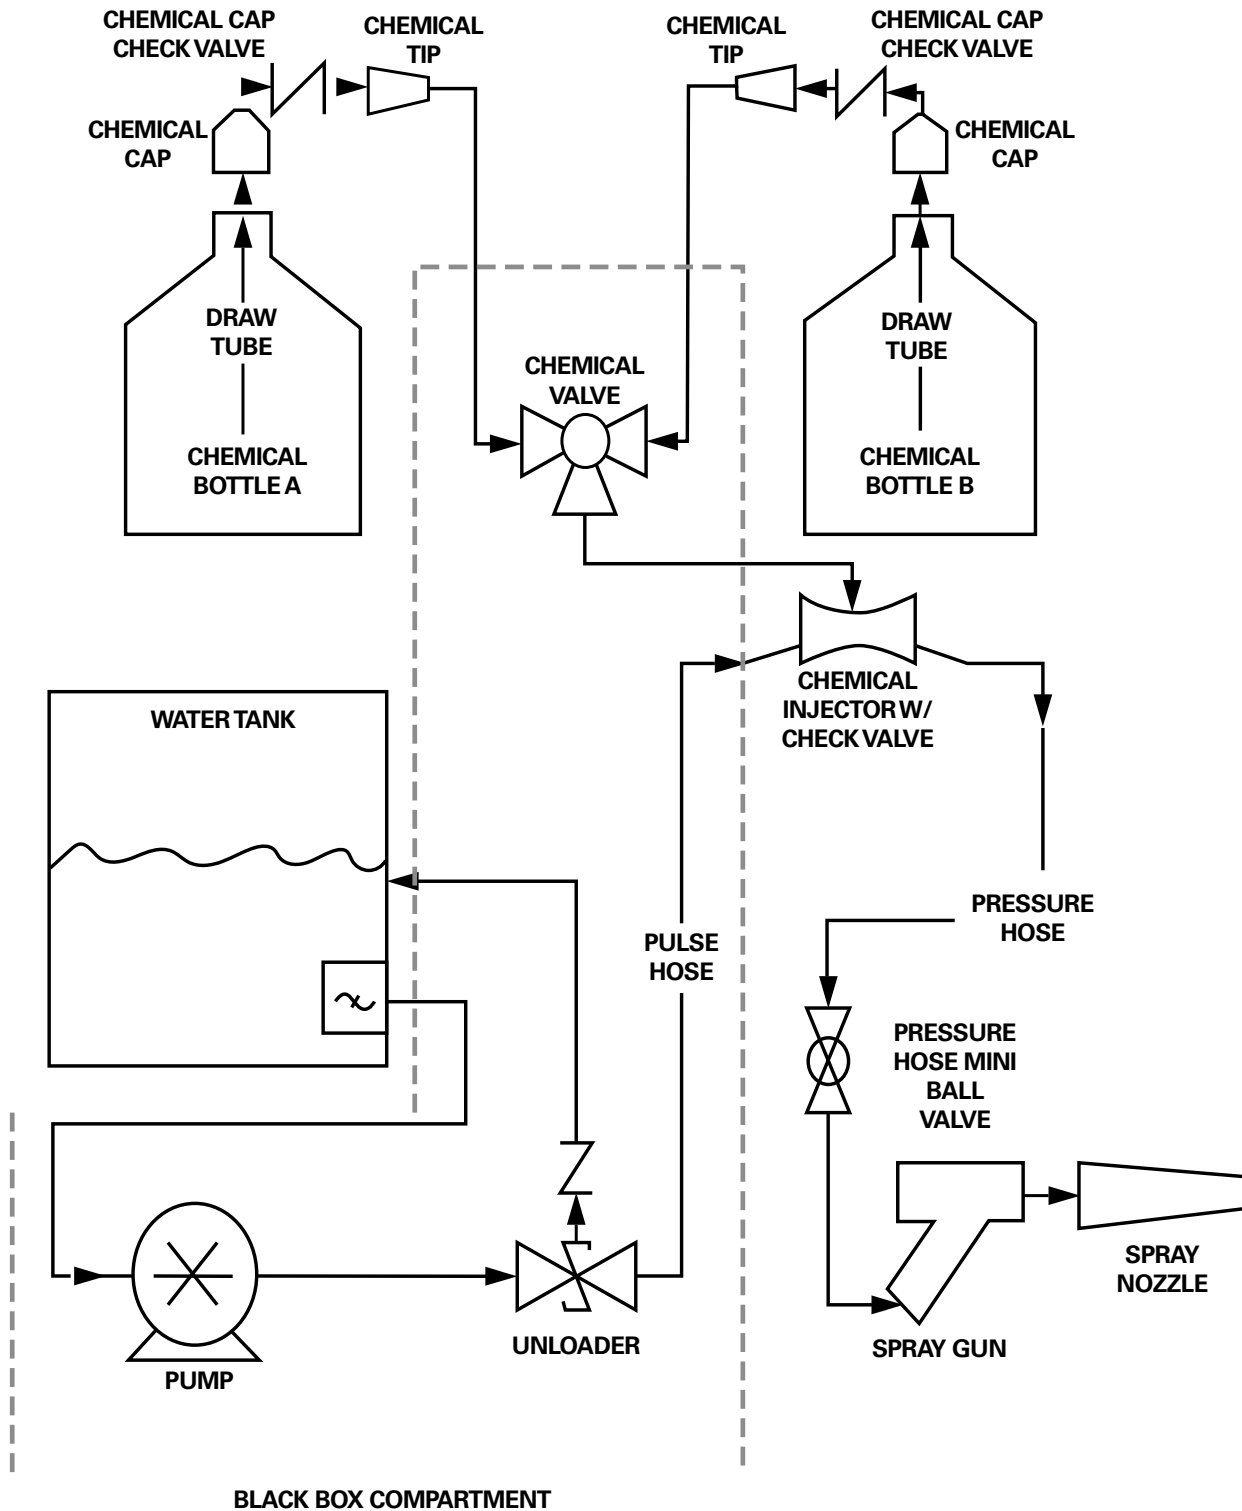 CHEMICAL CAP
CHECK VALVE
CHEMICAL
TIP
CHEMICAL
TIP
CHEMICAL CAP
CHECK VALVE
CHEMICAL
CAP
CHEMICAL
CAP
DRAW
TUBE
DRAW
TUBE
CHEMICAL
VALVE
CHEMICAL
BOTTLE A
CHEMICAL
BOTTLE B
CHEMICAL
INJECTOR W/
CHECK VALVE
WATER TANK
PRESSURE
HOSE
PULSE
HOSE
PRESSURE
HOSE MINI
BALL
VALVE
SPRAY
NOZZLE
UNLOADER
SPRAY GUN
PUMP
BLACK BOX COMPARTMENT